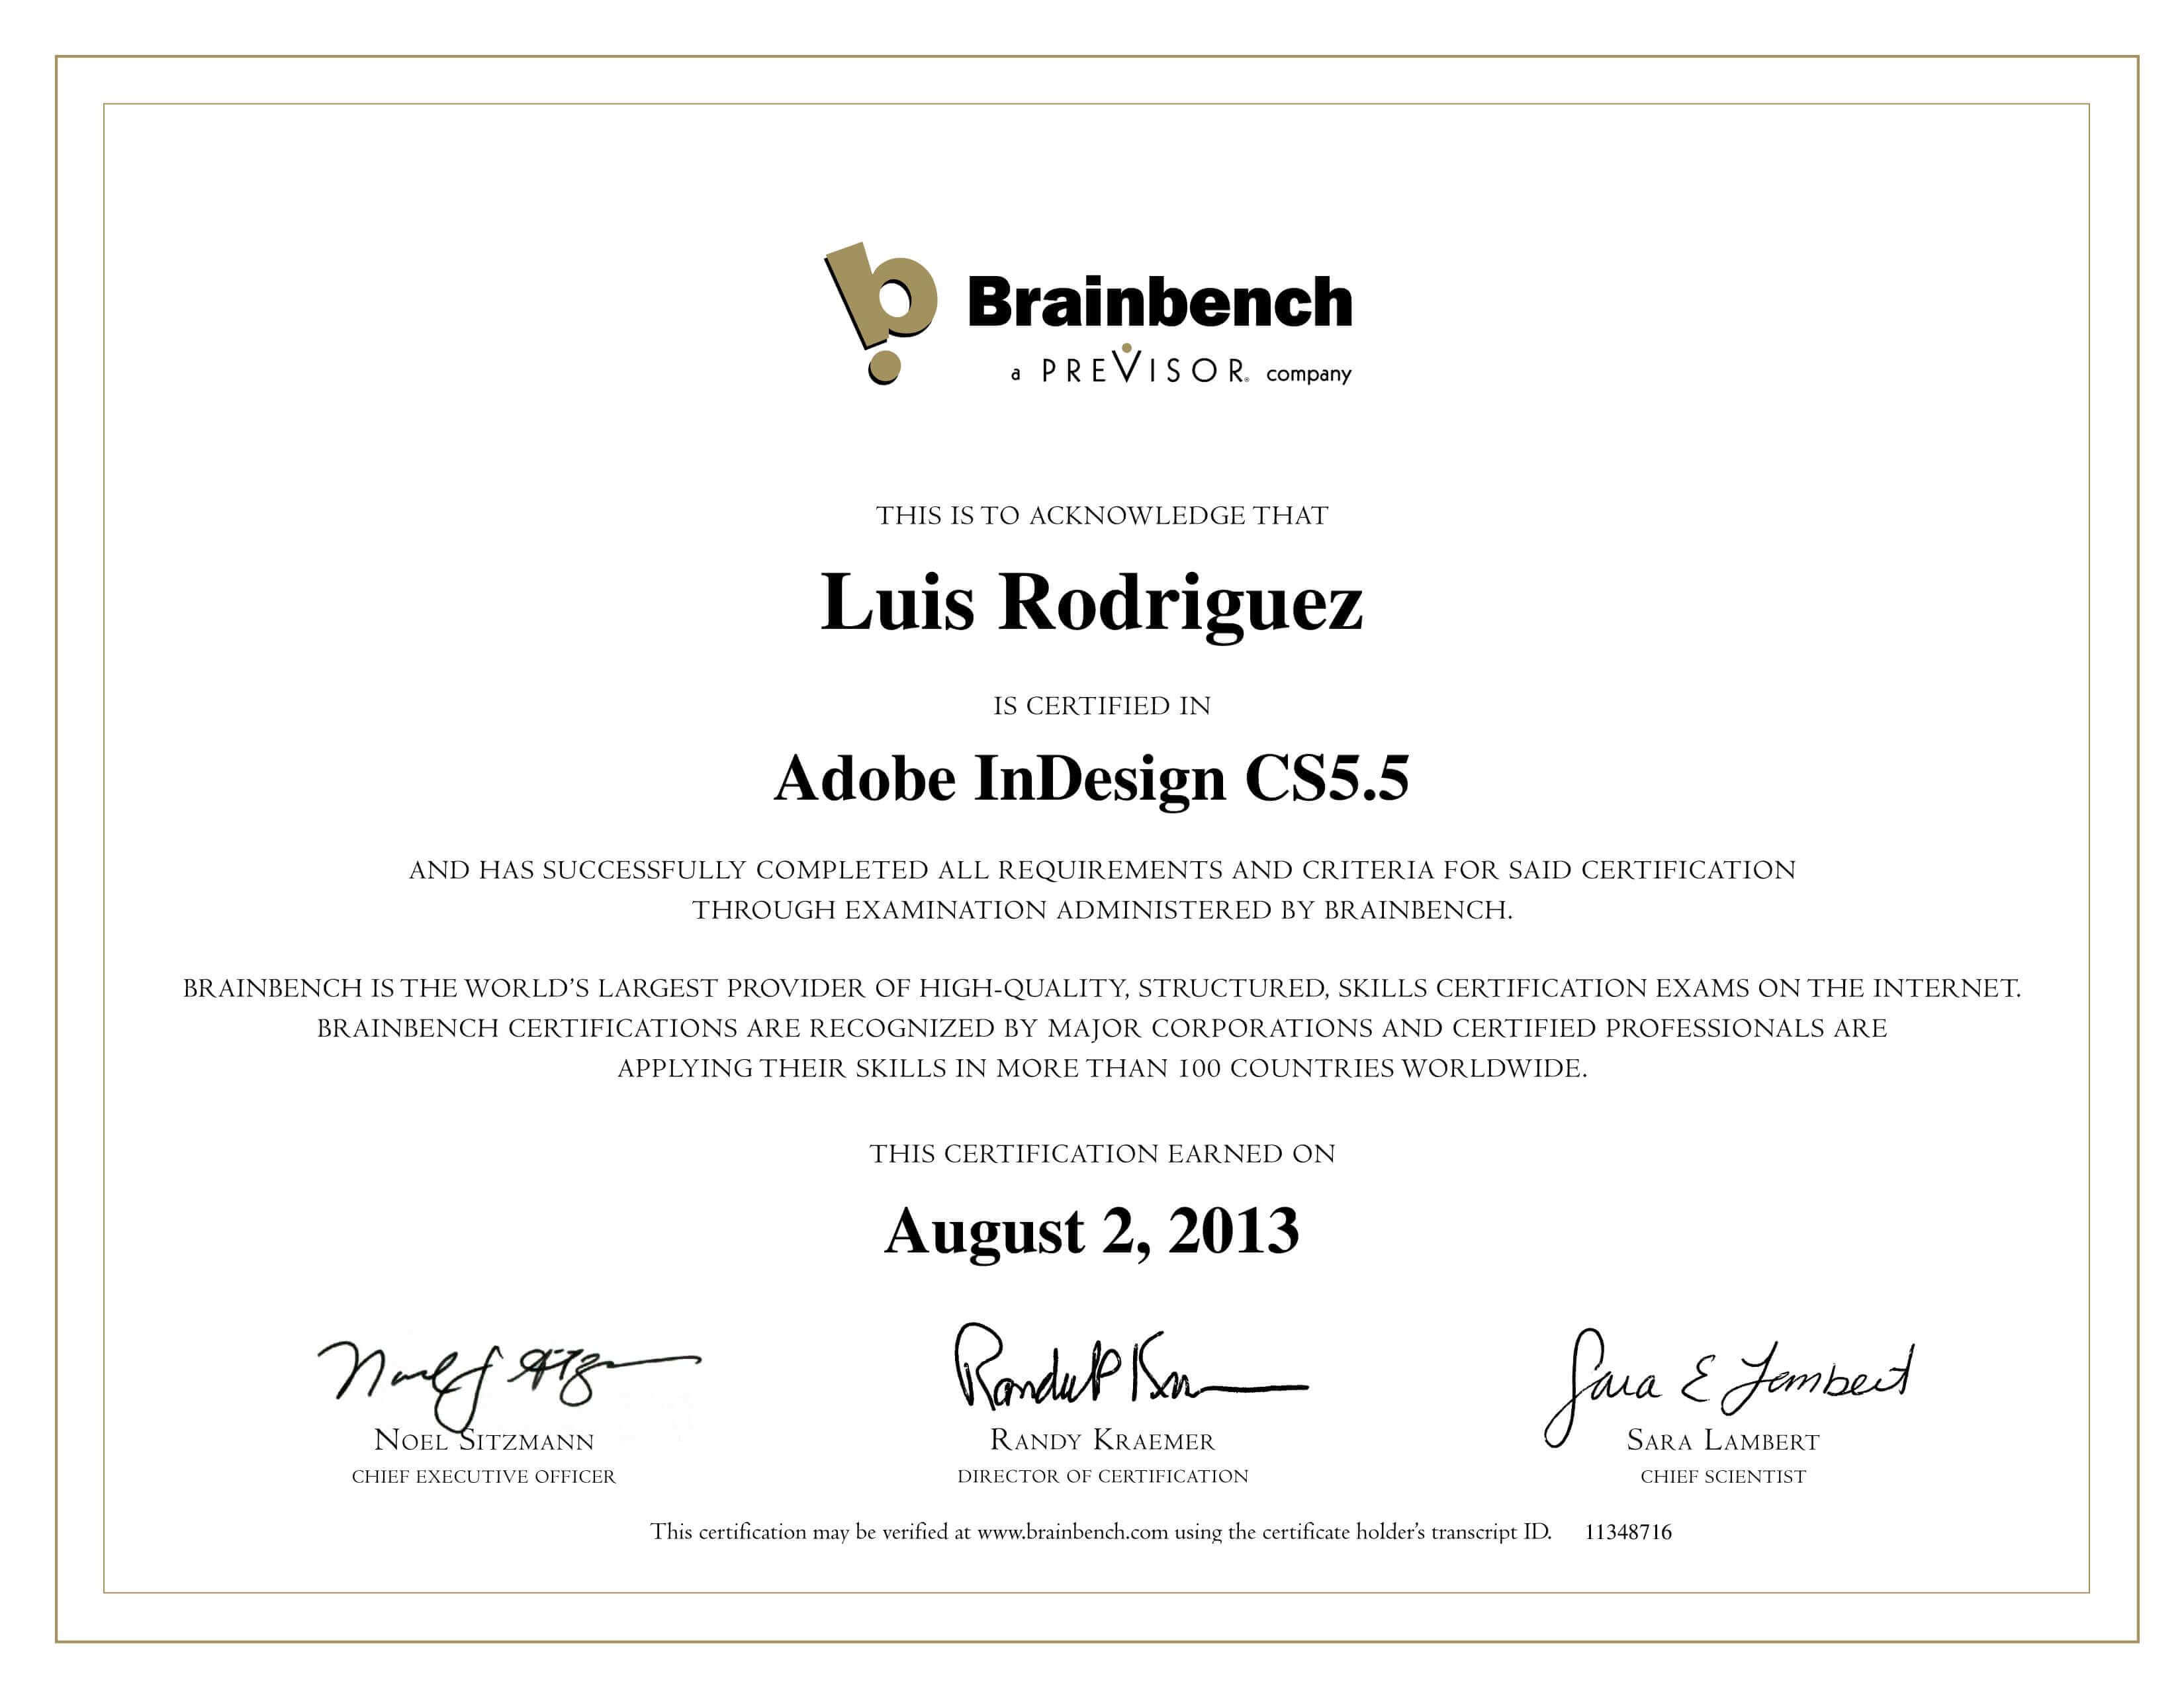 Brainbench
a PREVISOR® company
THIS IS TO ACKNOWLEDGE THAT
Luis Rodriguez
IS CERTIFIED IN
Adobe InDesign CS5.5
AND HAS SUCCESSFULLY COMPLETED ALL REQUIREMENTS AND CRITERIA FOR SAID CERTIFICATION
THROUGH EXAMINATION ADMINISTERED BY BRAINBENCH.
BRAINBENCH IS THE WORLD'S LARGEST PROVIDER OF HIGH-QUALITY, STRUCTURED, SKILLS CERTIFICATION EXAMS ON THE INTERNET.
BRAINBENCH CERTIFICATIONS ARE RECOGNIZED BY MAJOR CORPORATIONS AND CERTIFIED PROFESSIONALS ARE
APPLYING THEIR SKILLS IN MORE THAN 100 COUNTRIES WORLDWIDE.
THIS CERTIFICATION EARNED ON
August 2, 2013
Sara E Lambert
NOEL SITZMANN RANDY KRAEMER SARA LAMBERT
CHIEF EXECUTIVE OFFICER DIRECTOR OF CERTIFICATION CHIEF SCIENTIST
This certification may be verified at www.brainbench.com using the certificate holder's transcript ID. 11348716